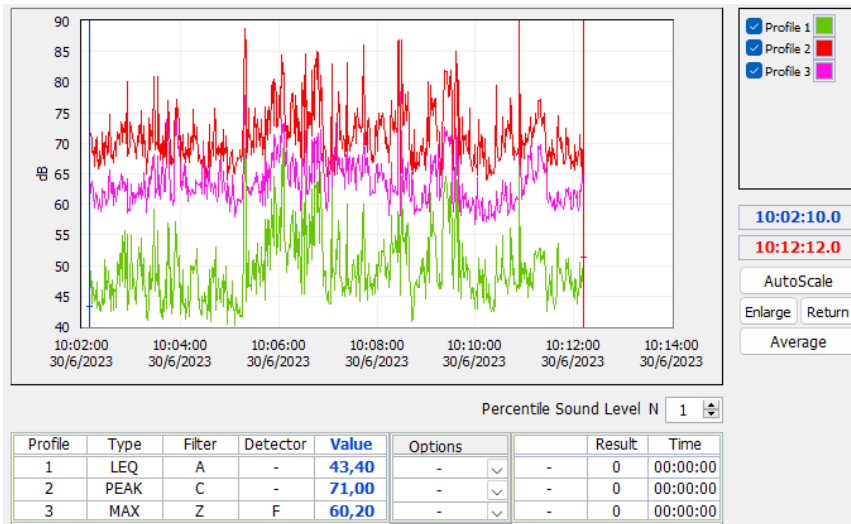 90
85
80
75
70
65
60
55
50
45
40
dB
10:02:00 10:04:00 10:06:00 10:08:00 10:10:00 10:12:00 10:14:00
30/6/2023 30/6/2023 30/6/2023 30/6/2023 30/6/2023 30/6/2023 30/6/2023
Profile 1
Profile 2
Profile 3
10:02:10.0
10:12:12.0
AutoScale
Enlarge Return
Average
Percentile Sound Level N 1
Profile Type Filter Detector Value Options Result Time
1 LEQ A - 43,40 - - 0 00:00:00
2 PEAK C - 71,00 - - 0 00:00:00
3 MAX Z F 60,20 - - 0 00:00:00